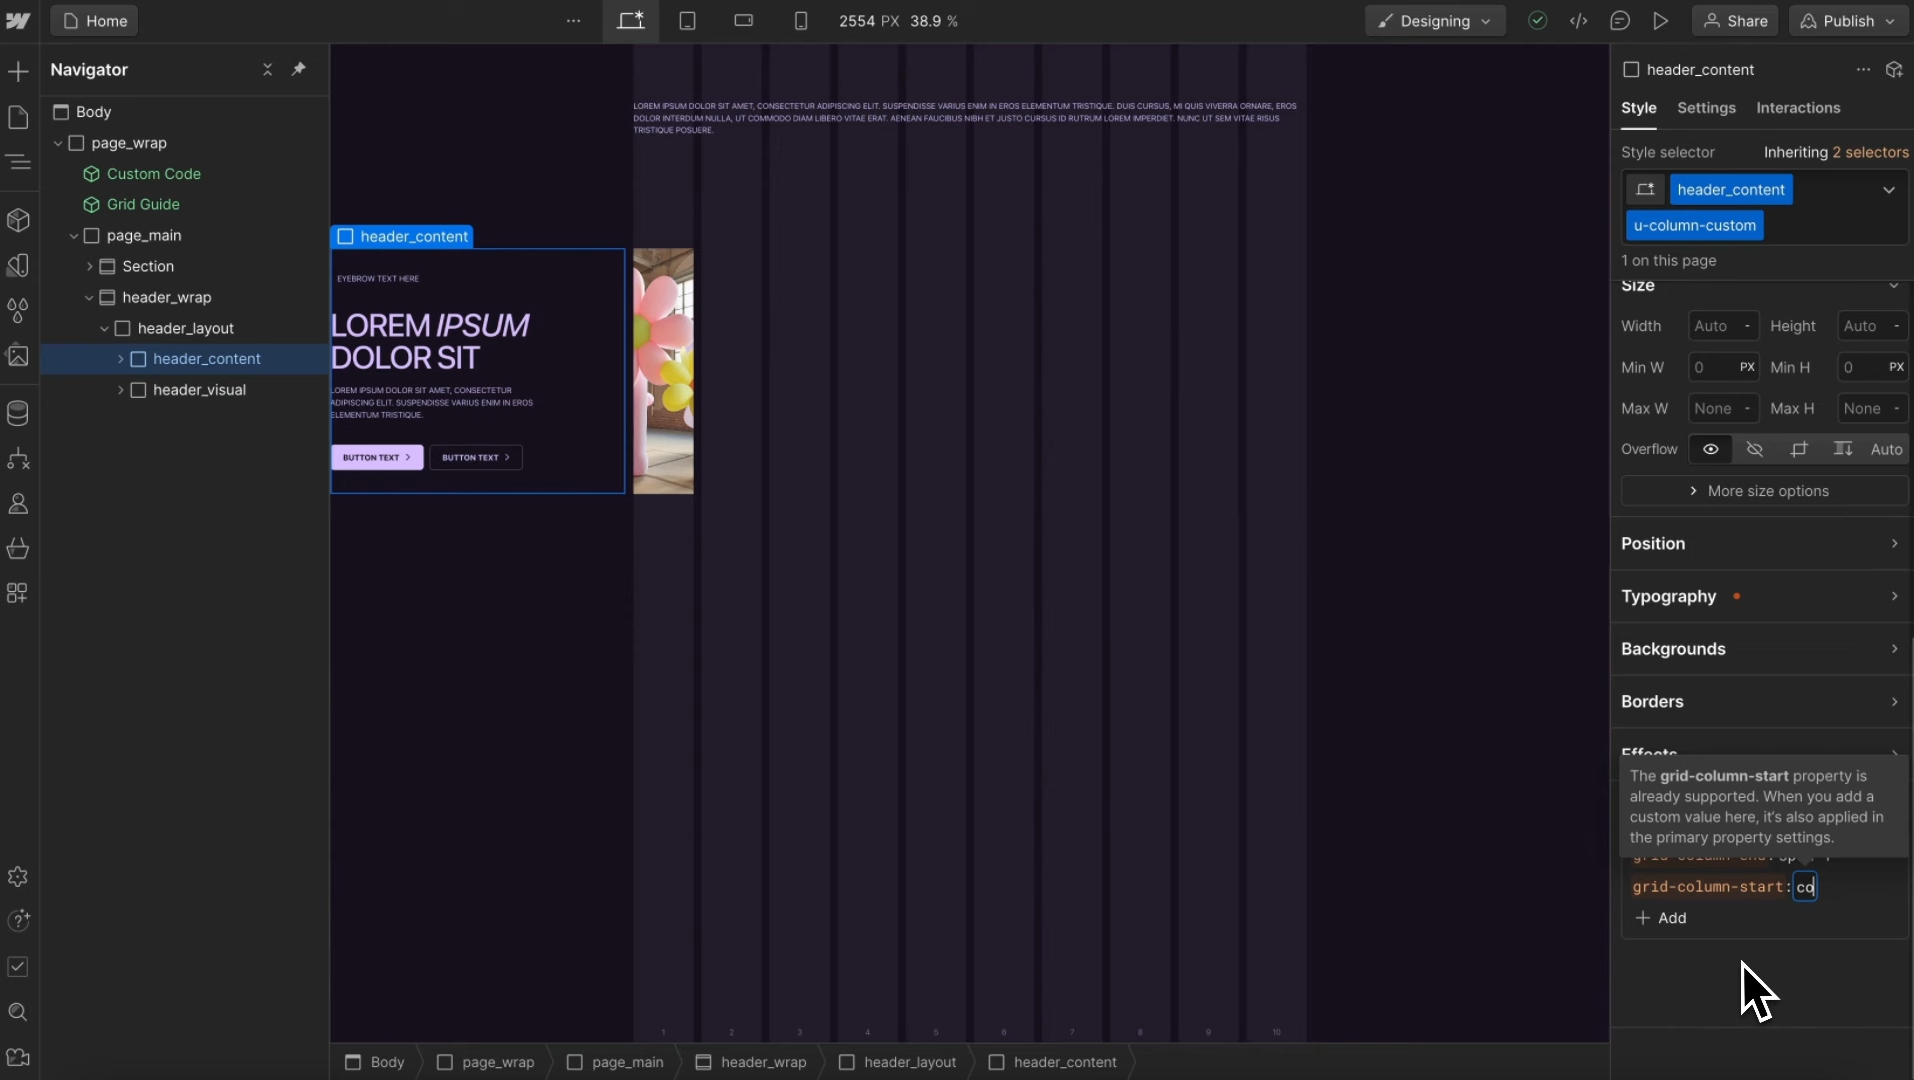 Home
2554 PX 38.9 %
Designing
Share
Publish
Navigator
Body
page_wrap
Custom Code
Grid Guide
page_main
Section
header_wrap
header_layout
header_content
header_visual
LOREM IPSUM DOLOR SIT AMET, CONSECTETUR ADIPISCING ELIT. SUSPENDISSE VARIUS ENIM IN EROS ELEMENTUM TRISTIQUE. DUIS CURSUS, MI QUIS VIVERRA ORNARE, EROS
DOLOR INTERDUM NULLA, UT COMMODO DIAM LIBERO VITAE ERAT. AENEAN FAUCIBUS NIBH ET JUSTO CURSUS ID RUTRUM LOREM IMPERDIET. NUNC UT SEM VITAE RISUS
TRISTIQUE POSUERE.
header_content
EYEBROW TEXT HERE
LOREM IPSUM
DOLOR SIT
LOREM IPSUM DOLOR SIT AMET, CONSECTETUR
ADIPISCING ELIT. SUSPENDISSE VARIUS ENIM IN EROS
ELEMENTUM TRISTIQUE.
BUTTON TEXT
BUTTON TEXT
1 2 3 4 5 6 7 8 9 10
Body page_wrap page_main header_wrap header_layout header_content
header_content
Style Settings Interactions
Style selector Inheriting 2 selectors
header_content
u-column-custom
1 on this page
Size
Width Auto - Height Auto -
Min W 0 PX Min H 0 PX
Max W None - Max H None -
Overflow Auto
More size options
Position
Typography
Backgrounds
Borders
Effects
The grid-column-start property is
already supported. When you add a
custom value here, it's also applied in
the primary property settings.
grid-column-start: co
+ Add